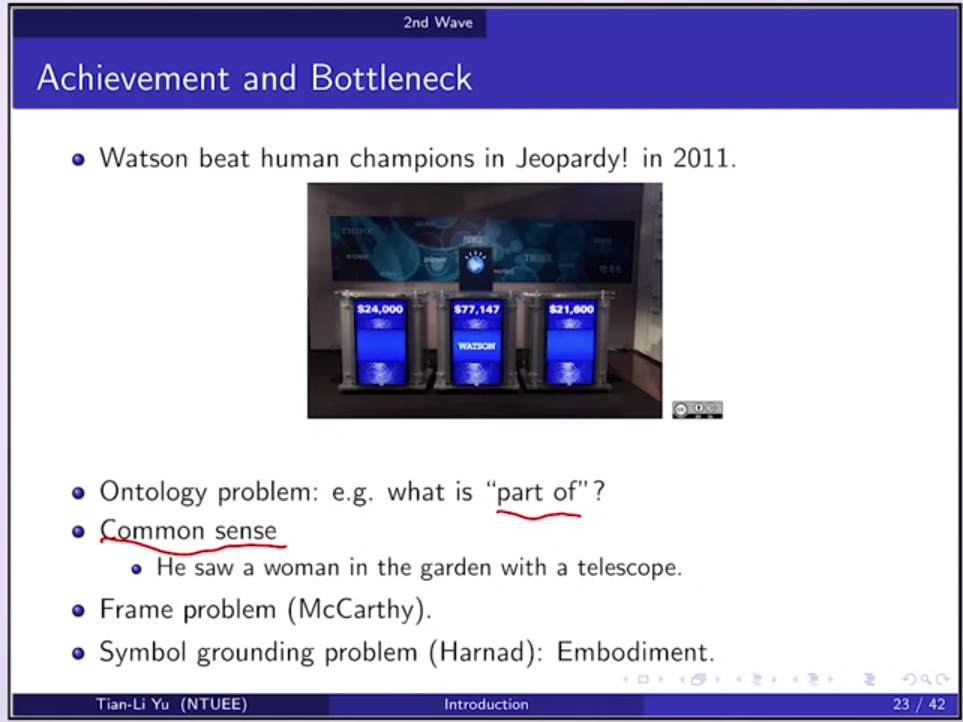 2nd Wave
Achievement and Bottleneck
Watson beat human champions in Jeopardy! in 2011.
THINK
THINK
$24,000
$77,147
$21,600
WATSON
cc
Ontology problem: e.g. what is “part of”?
Common sense
He saw a woman in the garden with a telescope.
Frame problem (McCarthy).
Symbol grounding problem (Harnad): Embodiment.
Tian-Li Yu (NTUEE)
Introduction
23 / 42